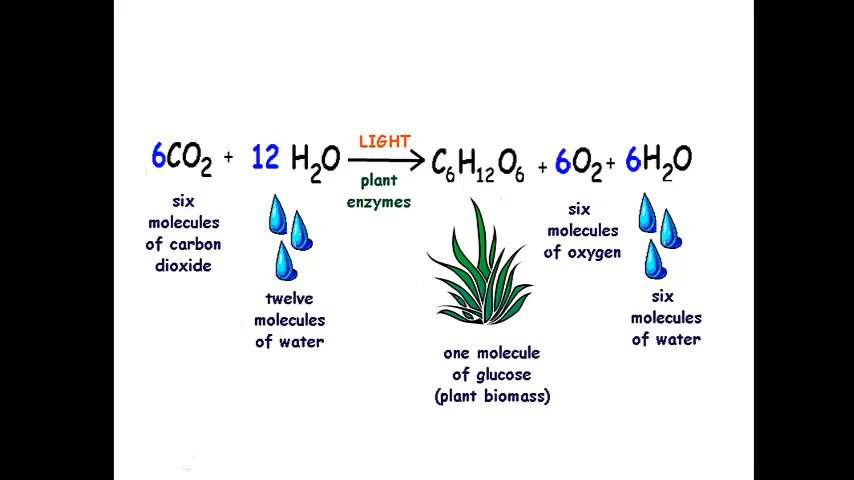 6CO2 + 12 H2O LIGHT C6H12O6 + 6O2 + 6H2O
plant
enzymes
six
molecules
of carbon
dioxide
twelve
molecules
of water
one molecule
of glucose
(plant biomass)
six
molecules
of oxygen
six
molecules
of water